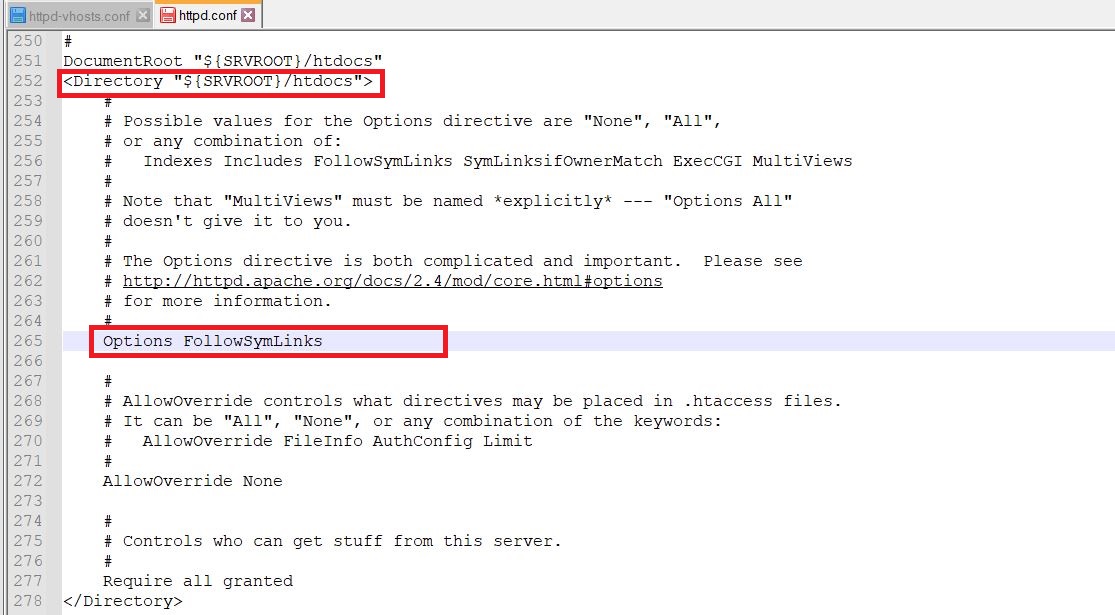 httpd-vhosts.conf httpd.conf
250 #
251 DocumentRoot "${SRVROOT}/htdocs"
252 <Directory "${SRVROOT}/htdocs">
253 #
254 # Possible values for the Options directive are "None", "All",
255 # or any combination of:
256 #   Indexes Includes FollowSymLinks SymLinksifOwnerMatch ExecCGI MultiViews
257 #
258 # Note that "MultiViews" must be named *explicitly* --- "Options All"
259 # doesn't give it to you.
260 #
261 # The Options directive is both complicated and important.  Please see
262 # http://httpd.apache.org/docs/2.4/mod/core.html#options
263 # for more information.
264 #
265 Options FollowSymLinks
266
267 #
268 # AllowOverride controls what directives may be placed in .htaccess files.
269 # It can be "All", "None", or any combination of the keywords:
270 #   AllowOverride FileInfo AuthConfig Limit
271 #
272 AllowOverride None
273
274 #
275 # Controls who can get stuff from this server.
276 #
277 Require all granted
278 </Directory>